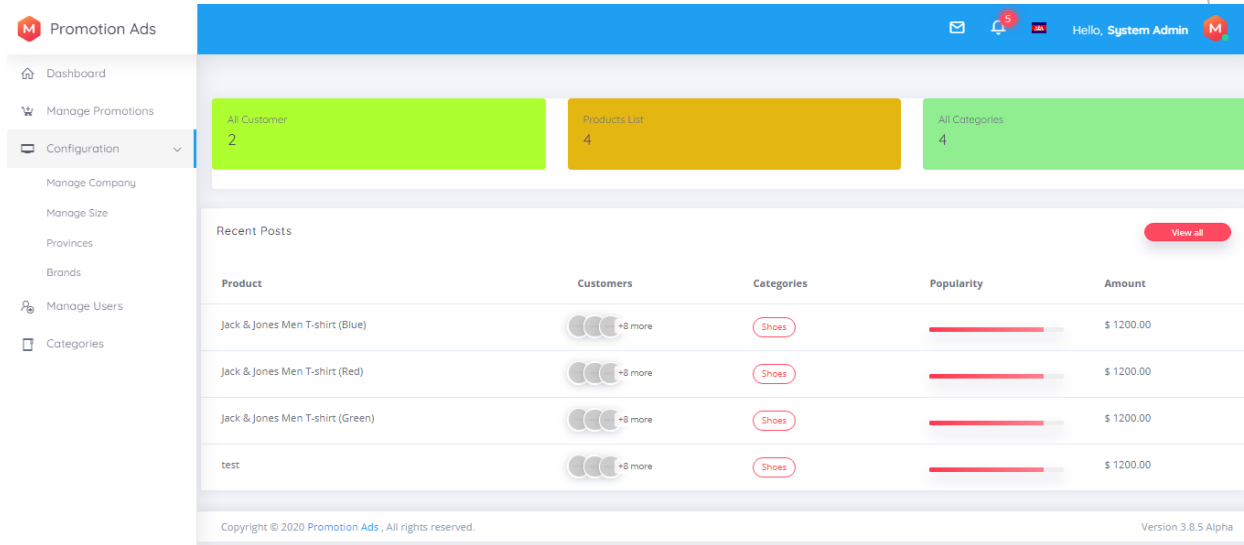 M Promotion Ads
5
Hello, System Admin M
Dashboard
Manage Promotions
Configuration
Manage Company
Manage Size
Provinces
Brands
Manage Users
Categories
All Customer
2
Products List
4
All Categories
4
Recent Posts
View all
Product Customers Categories Popularity Amount
Jack & Jones Men T-shirt (Blue) +8 more Shoes $ 1200.00
Jack & Jones Men T-shirt (Red) +8 more Shoes $ 1200.00
Jack & Jones Men T-shirt (Green) +8 more Shoes $ 1200.00
test +8 more Shoes $ 1200.00
Copyright © 2020 Promotion Ads , All rights reserved. Version 3.8.5 Alpha